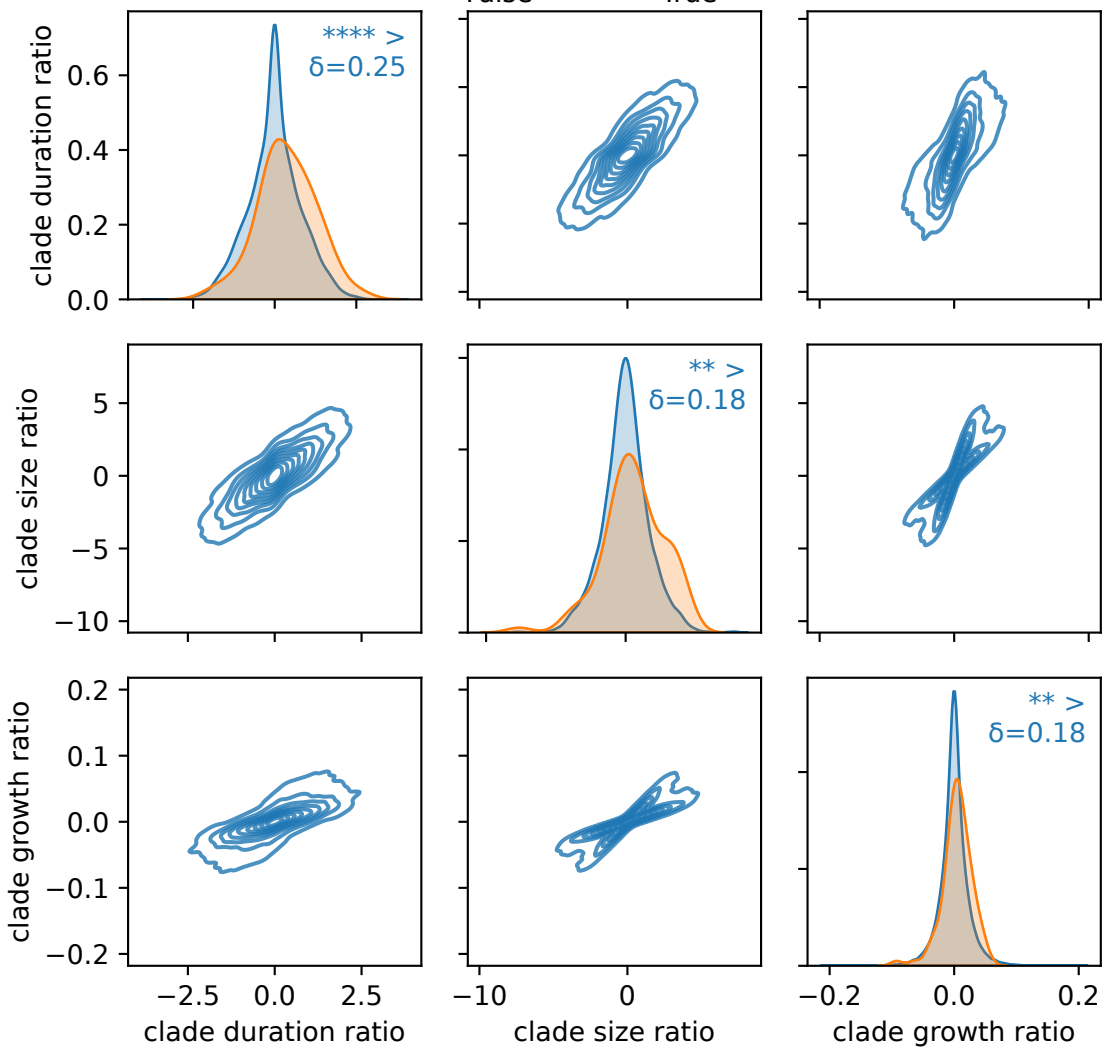 False True
**** >
δ=0.25
clade duration ratio
0.6
0.4
0.2
0.0
** >
δ=0.18
clade size ratio
5
0
−5
−10
** >
δ=0.18
clade growth ratio
0.2
0.1
0.0
−0.1
−0.2
−2.5 0.0 2.5 −10 0 −0.2 0.0 0.2
clade duration ratio clade size ratio clade growth ratio